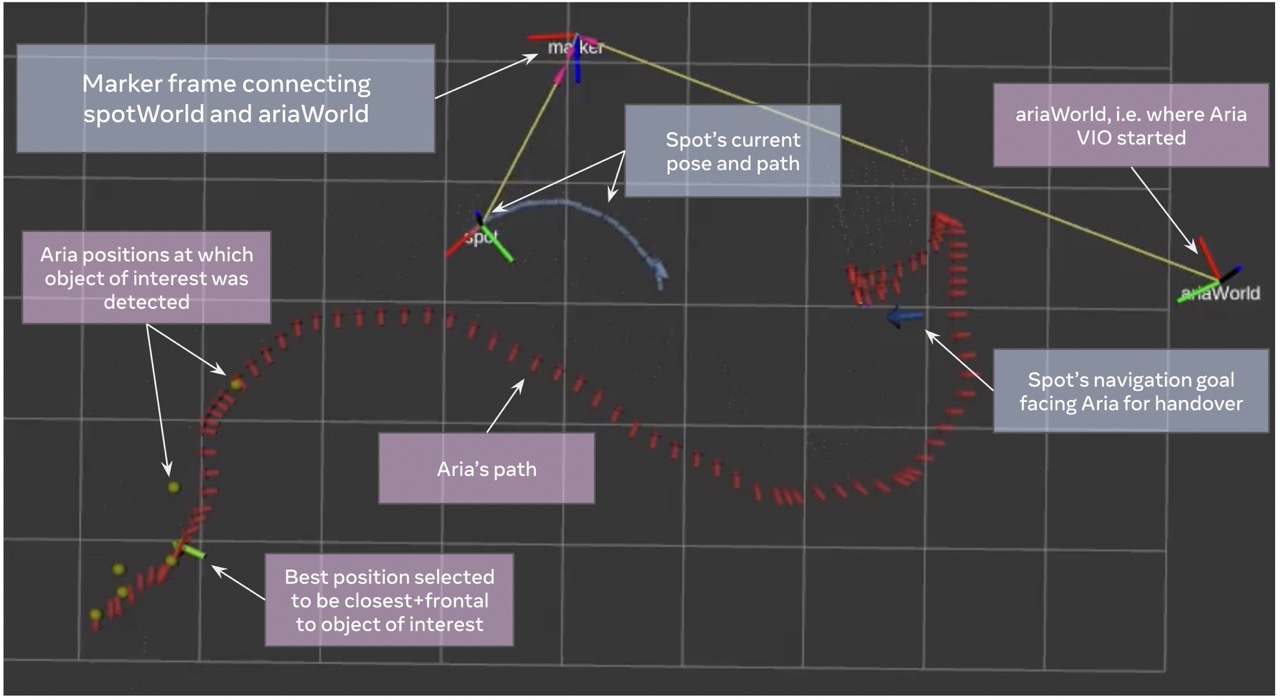 marker
Marker frame connecting
spotWorld and ariaWorld
ariaWorld, i.e. where Aria
VIO started
Spot's current
pose and path
spot
Aria positions at which
object of interest was
detected
ariaWorld
Spot's navigation goal
facing Aria for handover
Aria's path
Best position selected
to be closest+frontal
to object of interest